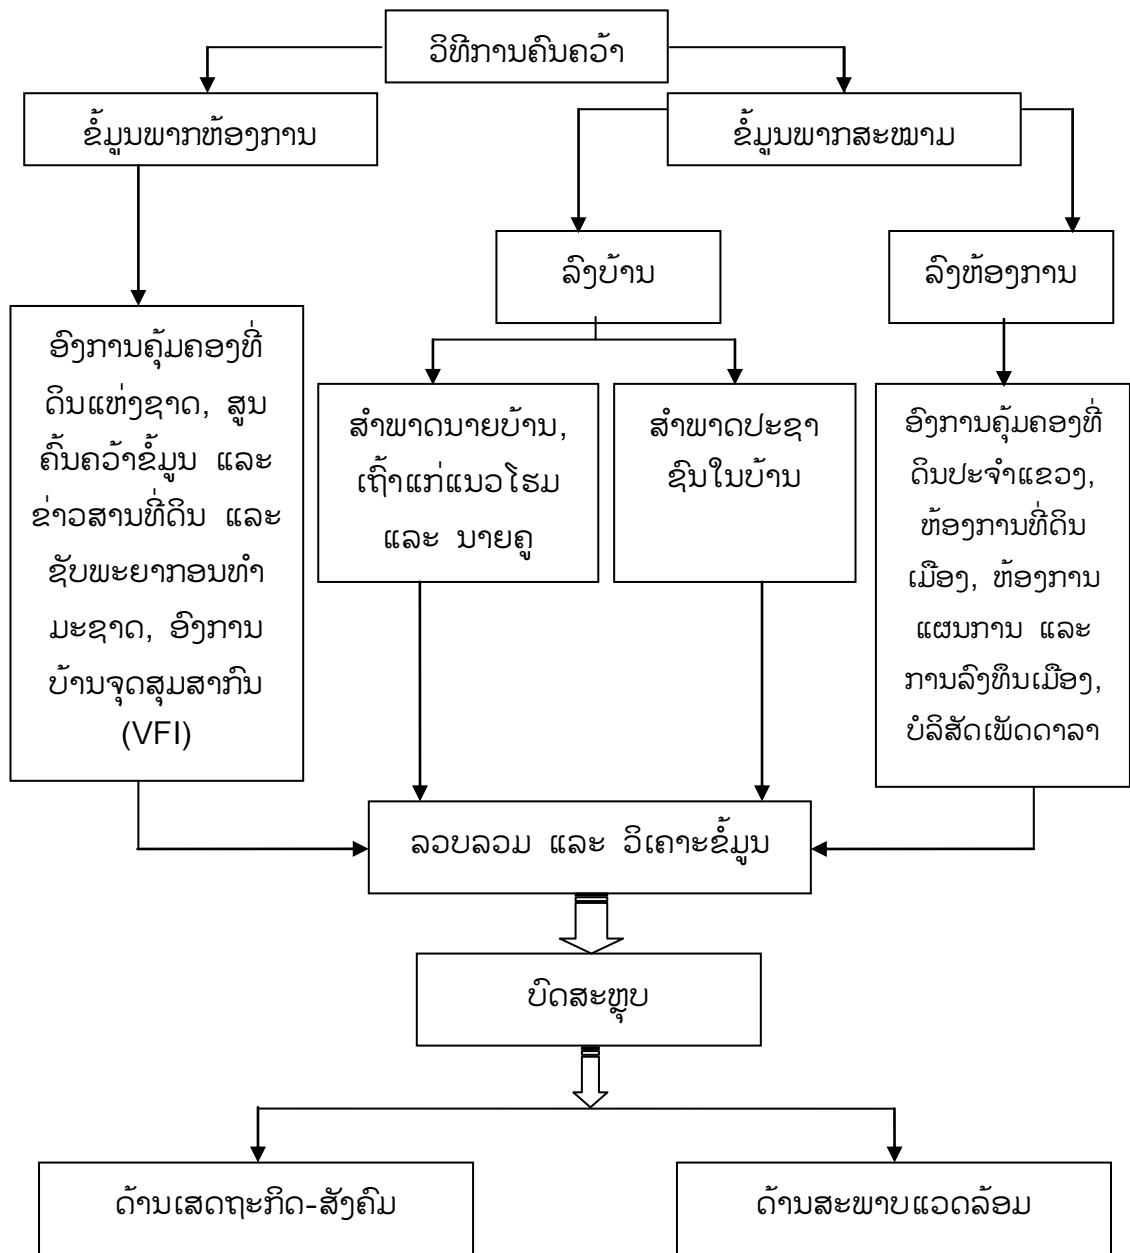 ວິທີການຄົນຄວ້າ
ຂໍ້ມູນພາກຫ້ອງການ
ຂໍ້ມູນພາກສະໝາມ
ລົງບ້ານ
ລົງຫ້ອງການ
ອົງການຄຸ້ມຄອງທີ່
ດິນແຫ່ງຊາດ, ສູນ
ຄົ້ນຄວ້າຂໍ້ມູນ ແລະ
ຂ່າວສານທີ່ດິນ ແລະ
ຊັບພະຍາກອນທຳ
ມະຊາດ, ອົງການ
ບ້ານຈຸດສຸມສາກົນ
(VFI)
ສຳພາດນາຍບ້ານ,
ເຖົ້າແກ່ແນວໂຮມ
ແລະ ນາຍຄູ
ສຳພາດປະຊາ
ຊົນໃນບ້ານ
ອົງການຄຸ້ມຄອງທີ່
ດິນປະຈຳແຂວງ,
ຫ້ອງການທີ່ດິນ
ເມືອງ, ຫ້ອງການ
ແຜນການ ແລະ
ການລົງທຶນເມືອງ,
ບໍລິສັດເພັດດາລາ
ລວບລວມ ແລະ ວິເຄາະຂໍ້ມູນ
ບົດສະຫຼຸບ
ດ້ານເສດຖະກິດ-ສັງຄົມ
ດ້ານສະພາບແວດລ້ອມ